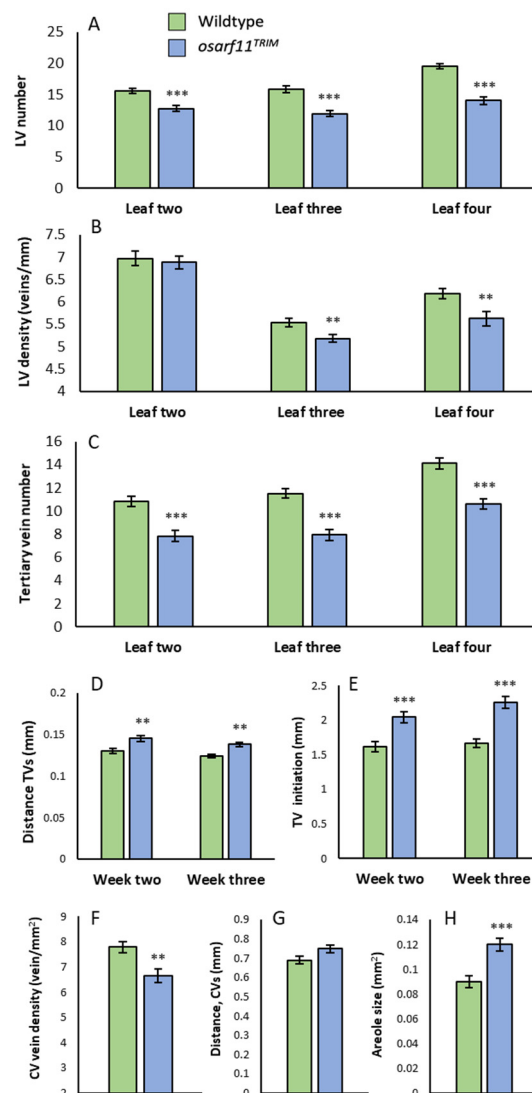 A
Wildtype
osarf11TRIM
LV number
25
20
15
10
5
0
***
***
***
Leaf two
Leaf three
Leaf four
B
LV density (veins/mm)
7.5
7
6.5
6
5.5
5
4.5
4
**
**
Leaf two
Leaf three
Leaf four
C
Tertiary vein number
16
14
12
10
8
6
4
2
0
***
***
***
Leaf two
Leaf three
Leaf four
D
Distance TVs (mm)
0.2
0.15
0.1
0.05
0
**
**
Week two
Week three
E
TV initiation (mm)
2.5
2
1.5
1
0.5
0
***
***
Week two
Week three
F
CV vein density (vein/mm²)
9
8
7
6
5
4
3
2
**
G
Distance, CVs (mm)
0.9
0.8
0.7
0.6
0.5
0.4
0.3
0.2
0.1
0
H
Areole size (mm²)
0.14
0.12
0.1
0.08
0.06
0.04
0.02
0
***